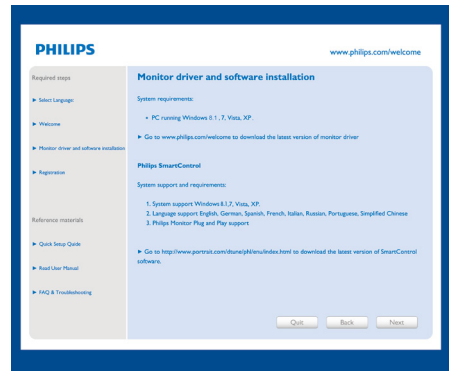 PHILIPS
www.philips.com/welcome
Required steps
Select Language
Welcome
Monitor driver and software installation
Registration
Reference materials
Quick Setup Guide
Read User Manual
FAQ & Troubleshooting
Monitor driver and software installation
System requirements:
• PC running Windows 8.1 , 7, Vista, XP.
Go to www.philips.com/welcome to download the latest version of monitor driver
Philips SmartControl
System support and requirements:
1. System support Windows 8.1,7, Vista, XP.
2. Language support English, German, Spanish, French, Italian, Russian, Portuguese, Simplified Chinese
3. Philips Monitor Plug and Play support
Go to http://www.portrait.com/dtune/phl/enu/index.html to download the latest version of SmartControl
software.
Quit
Back
Next